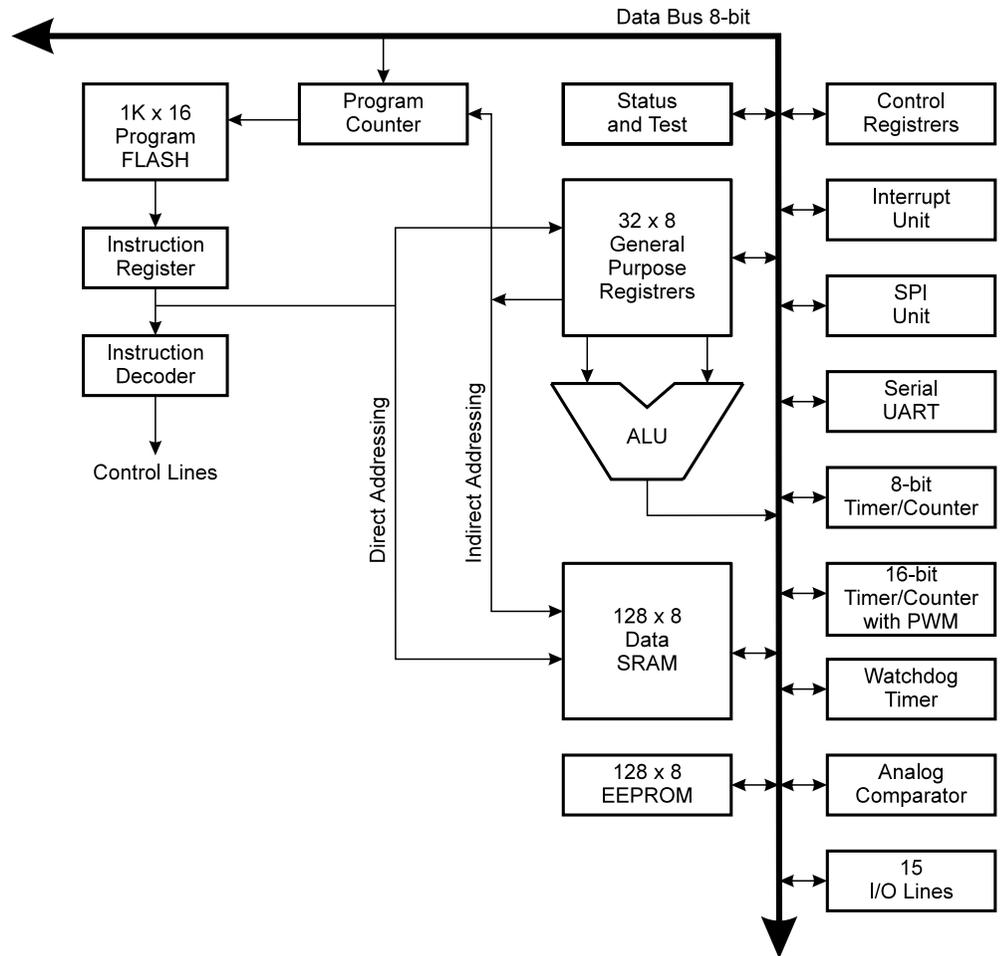 Data Bus 8-bit
1K x 16
Program
FLASH
Program
Counter
Status
and Test
Control
Registrers
32 x 8
General
Purpose
Registrers
Interrupt
Unit
Instruction
Register
SPI
Unit
Instruction
Decoder
Serial
UART
Control Lines
Direct Addressing
Indirect Addressing
ALU
8-bit
Timer/Counter
128 x 8
Data
SRAM
16-bit
Timer/Counter
with PWM
Watchdog
Timer
128 x 8
EEPROM
Analog
Comparator
15
I/O Lines